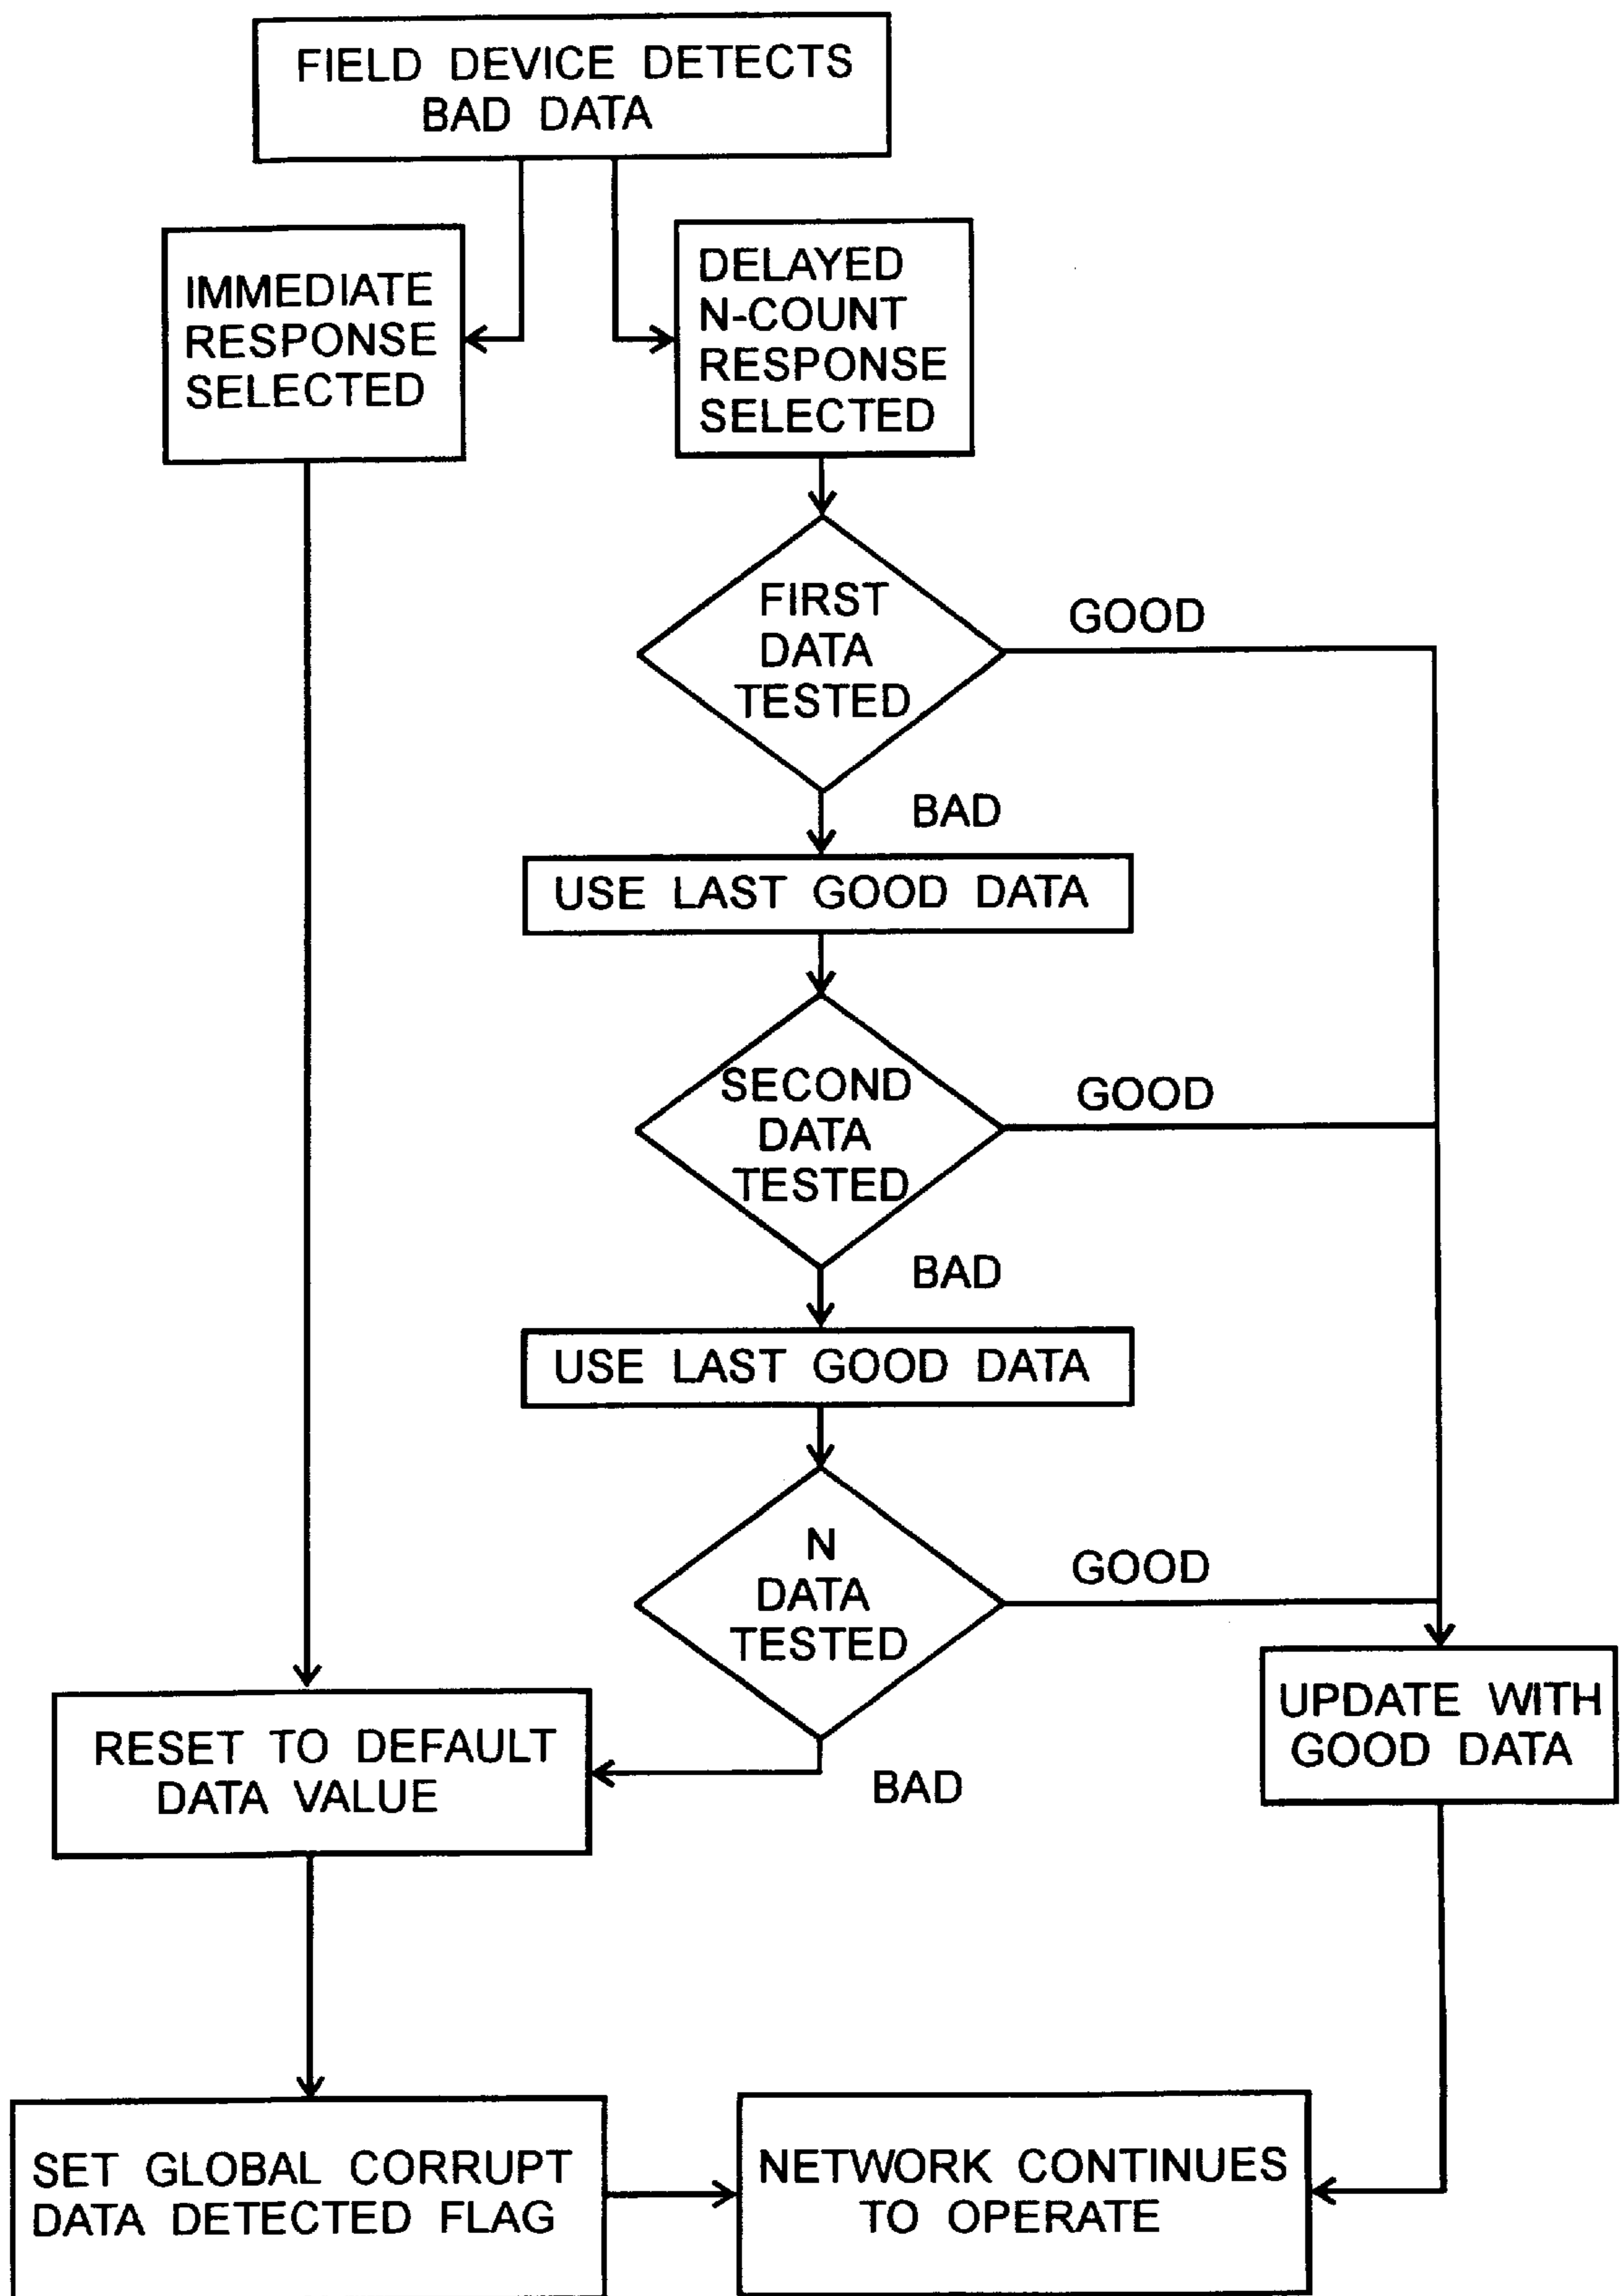 FIELD DEVICE DETECTS
BAD DATA
IMMEDIATE
RESPONSE
SELECTED
DELAYED
N-COUNT
RESPONSE
SELECTED
FIRST
DATA
TESTED
GOOD
BAD
USE LAST GOOD DATA
SECOND
DATA
TESTED
GOOD
BAD
USE LAST GOOD DATA
N
DATA
TESTED
GOOD
BAD
RESET TO DEFAULT
DATA VALUE
UPDATE WITH
GOOD DATA
SET GLOBAL CORRUPT
DATA DETECTED FLAG
NETWORK CONTINUES
TO OPERATE